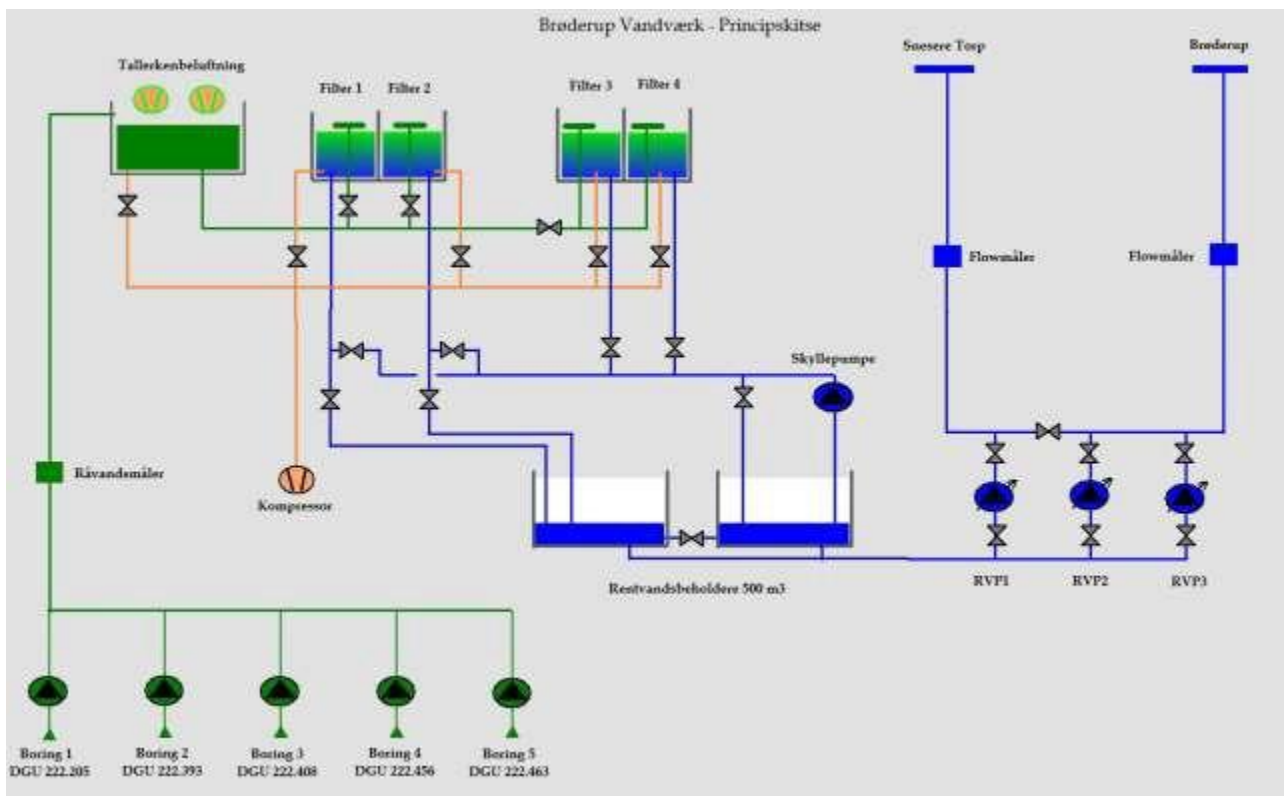 Brøderup Vandværk - Principskitse
Snesere Torp
Brøderup
Tallerkenbeluftning
Filter 1
Filter 2
Filter 3
Filter 4
Flowmåler
Flowmåler
Skyllepumpe
Råvandsmåler
Kompressor
Rentvandsbeholdere 500 m3
RVP1
RVP2
RVP3
Boring 1
DGU 222.205
Boring 2
DGU 222.393
Boring 3
DGU 222.408
Boring 4
DGU 222.456
Boring 5
DGU 222.463